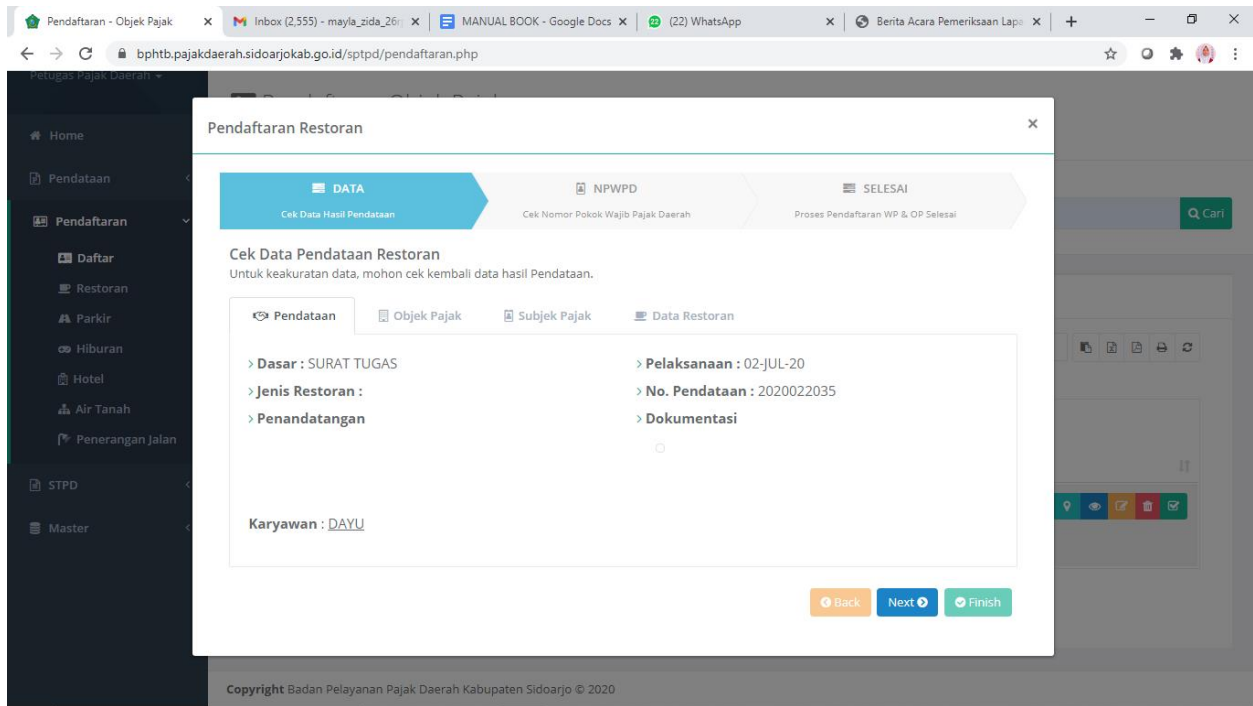 Pendaftaran - Objek Pajak
Inbox (2,555) - mayla_zida_26
MANUAL BOOK - Google Docs
(22) WhatsApp
Berita Acara Pemeriksaan Lapa
bphtb.pajakdaerah.sidoarjokab.go.id/sptpd/pendaftaran.php
Petugas Pajak Daerah
Home
Pendataan
Pendaftaran
Daftar
Restoran
Parkir
Hiburan
Hotel
Air Tanah
Penerangan Jalan
STPD
Master
Cari
Pendaftaran Restoran
DATA
Cek Data Hasil Pendataan
NPWPD
Cek Nomor Pokok Wajib Pajak Daerah
SELESAI
Proses Pendaftaran WP & OP Selesai
Cek Data Pendataan Restoran
Untuk keakuratan data, mohon cek kembali data hasil Pendataan.
Pendataan
Objek Pajak
Subjek Pajak
Data Restoran
Dasar : SURAT TUGAS
Pelaksanaan : 02-JUL-20
Jenis Restoran :
No. Pendataan : 2020022035
Penandatangan
Dokumentasi
Karyawan : DAYU
Back
Next
Finish
Copyright Badan Pelayanan Pajak Daerah Kabupaten Sidoarjo © 2020